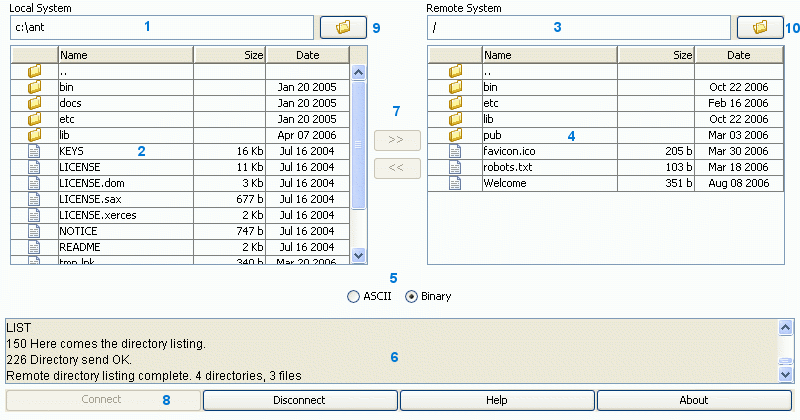 Local System
c:\ant 1
9
Name Size Date
..
bin Jan 20 2005
docs Jan 20 2005
etc Jan 20 2005
lib Apr 07 2006
KEYS 2 16 Kb Jul 16 2004
LICENSE 11 Kb Jul 16 2004
LICENSE.dom 3 Kb Jul 16 2004
LICENSE.sax 677 b Jul 16 2004
LICENSE.xerces 2 Kb Jul 16 2004
NOTICE 747 b Jul 16 2004
README 2 Kb Jul 16 2004
tmp.lnk 340 b Mar 20 2006
7
>>
<<
Remote System
/ 3
10
Name Size Date
..
bin Oct 22 2006
etc Feb 16 2006
lib Oct 22 2006
pub 4 Mar 03 2006
favicon.ico 205 b Mar 30 2006
robots.txt 103 b Mar 18 2006
Welcome 351 b Aug 08 2006
5
ASCII Binary
LIST
150 Here comes the directory listing.
226 Directory send OK. 6
Remote directory listing complete. 4 directories, 3 files
Connect 8 Disconnect Help About